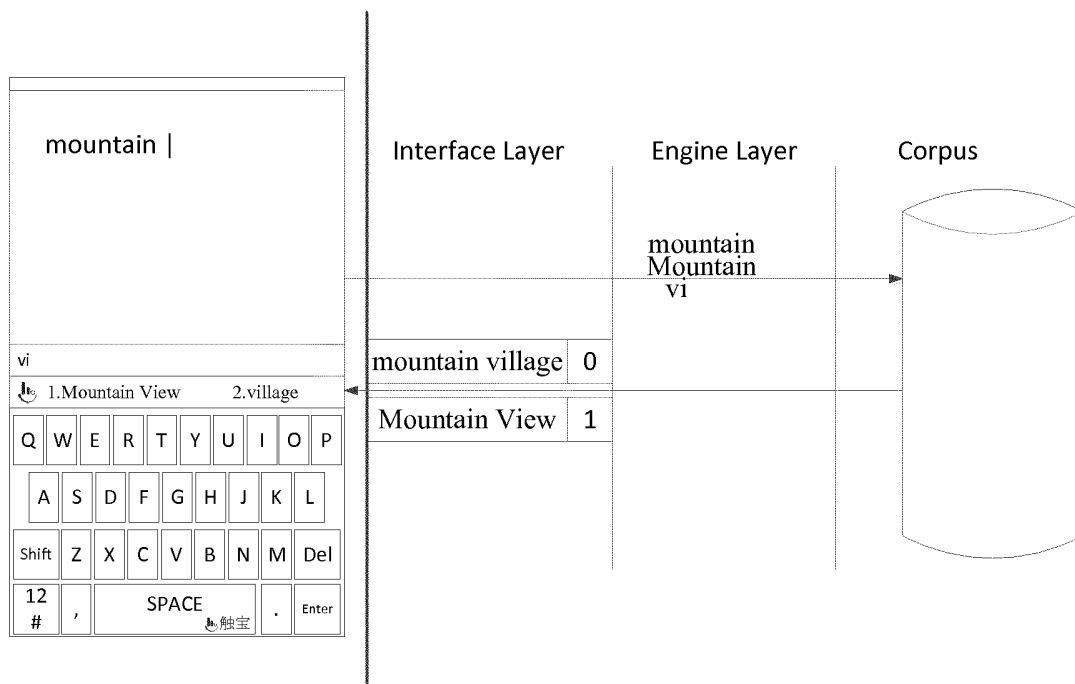 mountain |
Interface Layer
Engine Layer
Corpus
mountain
Mountain
vi
mountain village 0
Mountain View 1
vi
1.Mountain View 2.village
Q W E R T Y U I O P
A S D F G H J K L
Shift Z X C V B N M Del
12
#
,
SPACE
触宝
.
Enter